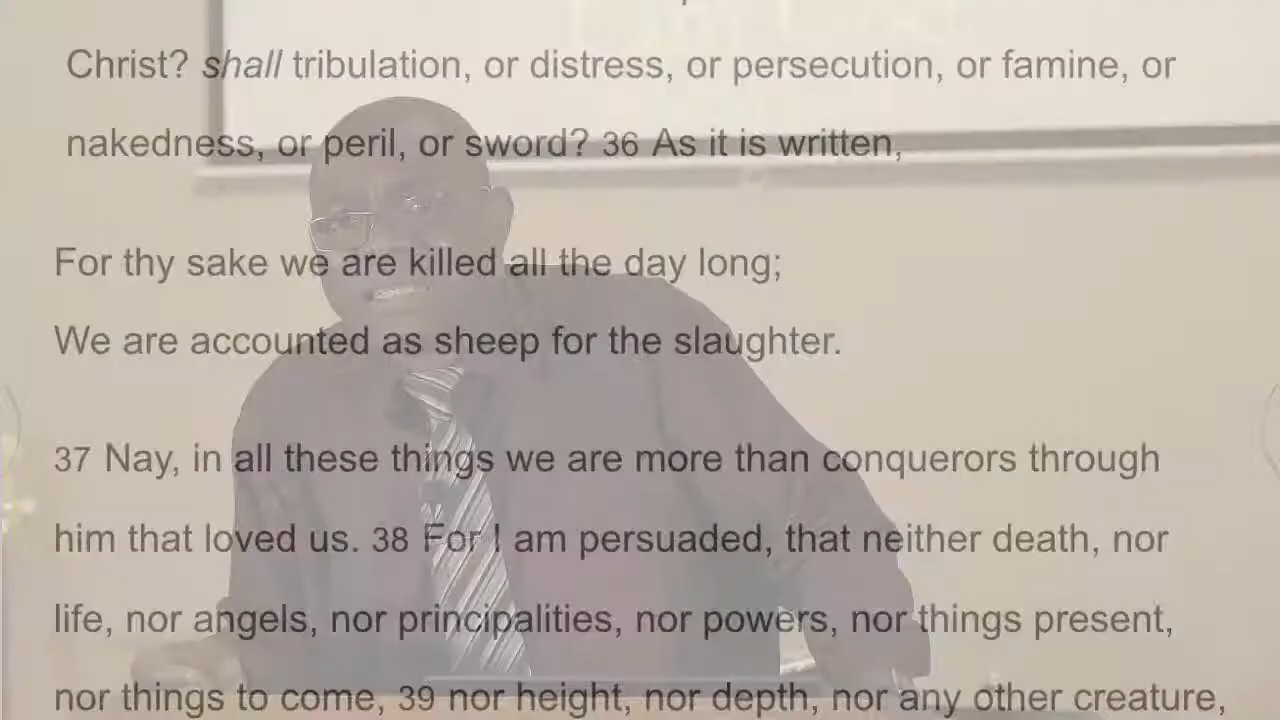 Christ? shall tribulation, or distress, or persecution, or famine, or
nakedness, or peril, or sword? 36 As it is written,
For thy sake we are killed all the day long;
We are accounted as sheep for the slaughter.
37 Nay, in all these things we are more than conquerors through
him that loved us. 38 For I am persuaded, that neither death, nor
life, nor angels, nor principalities, nor powers, nor things present,
nor things to come, 39 nor height, nor depth, nor any other creature,